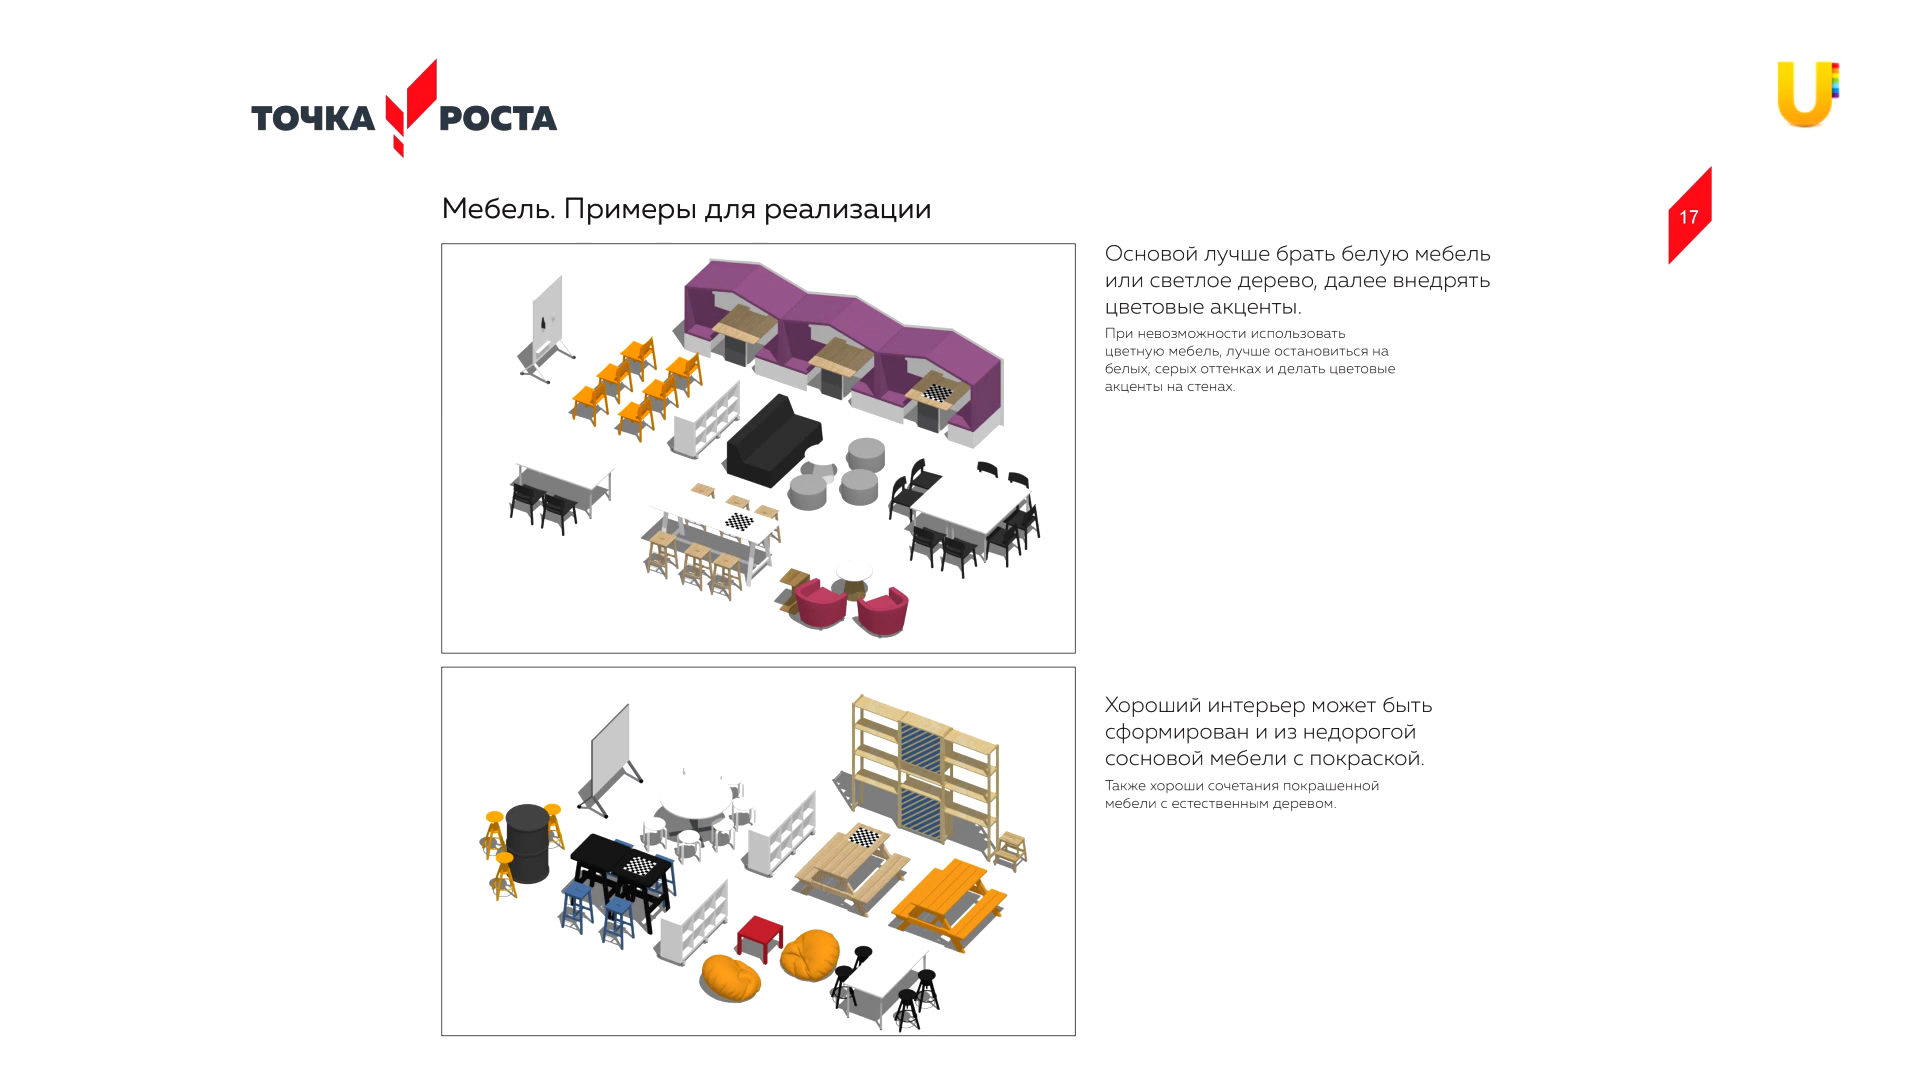 ТОЧКА РОСТА
U
17
Мебель. Примеры для реализации
Основой лучше брать белую мебель
или светлое дерево, далее внедрять
цветовые акценты.
При невозможности использовать
цветную мебель, лучше остановиться на
белых, серых оттенках и делать цветовые
акценты на стенах.
Хороший интерьер может быть
сформирован и из недорогой
сосновой мебели с покраской.
Также хороши сочетания покрашенной
мебели с естественным деревом.